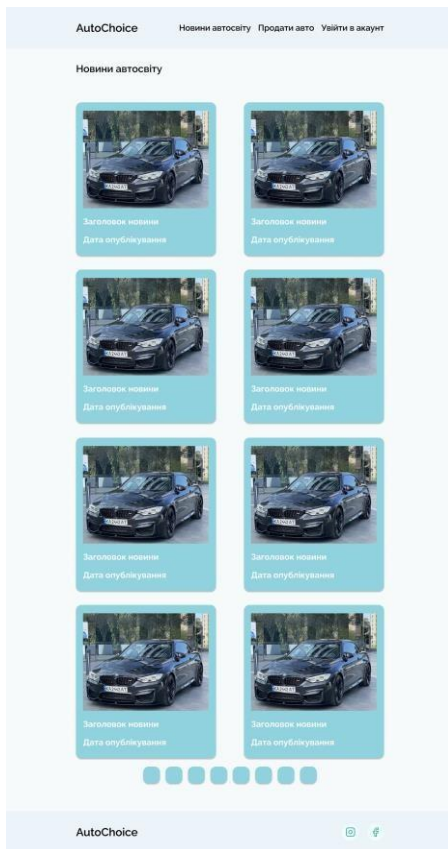 AutoChoice
Новини автосвіту Продати авто Увійти в акаунт
Новини автосвіту
Заголовок новини
Дата опублікування
Заголовок новини
Дата опублікування
Заголовок новини
Дата опублікування
Заголовок новини
Дата опублікування
Заголовок новини
Дата опублікування
Заголовок новини
Дата опублікування
Заголовок новини
Дата опублікування
Заголовок новини
Дата опублікування
AutoChoice